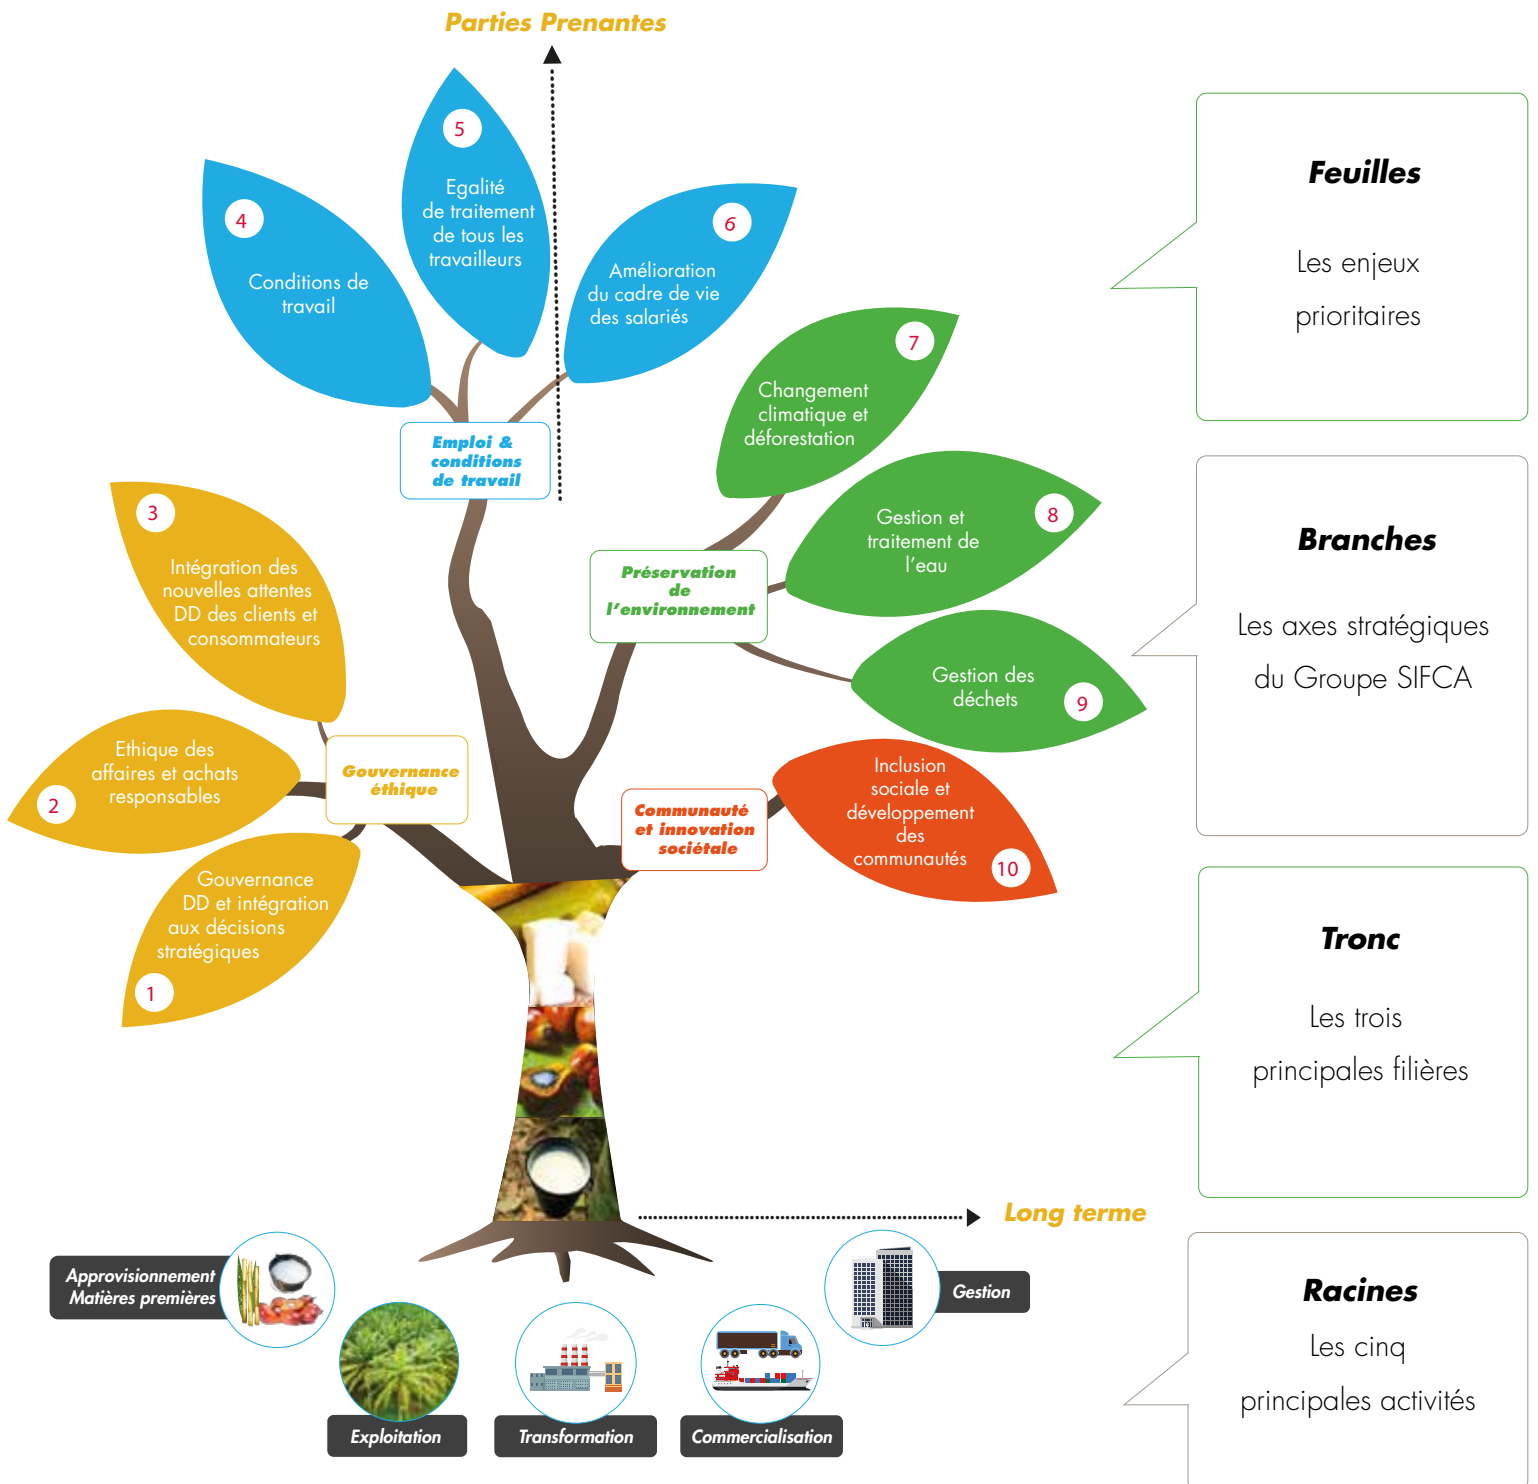 Parties Prenantes
5
Egalité
de traitement
de tous les
travailleurs
4
Conditions de
travail
6
Amélioration
du cadre de vie
des salariés
7
Changement
climatique et
déforestation
Emploi &
conditions
de travail
3
Intégration des
nouvelles attentes
DD des clients et
consommateurs
8
Gestion et
traitement de
l'eau
Préservation
de
l'environnement
Gestion des
déchets
9
Ethique des
affaires et achats
responsables
2
Gouvernance
éthique
Communauté
et innovation
sociétale
Inclusion
sociale et
développement
des
communautés
10
Gouvernance
DD et intégration
aux décisions
stratégiques
1
Long terme
Approvisionnement
Matières premières
Exploitation
Transformation
Commercialisation
Gestion
Feuilles
Les enjeux
prioritaires
Branches
Les axes stratégiques
du Groupe SIFCA
Tronc
Les trois
principales filières
Racines
Les cinq
principales activités